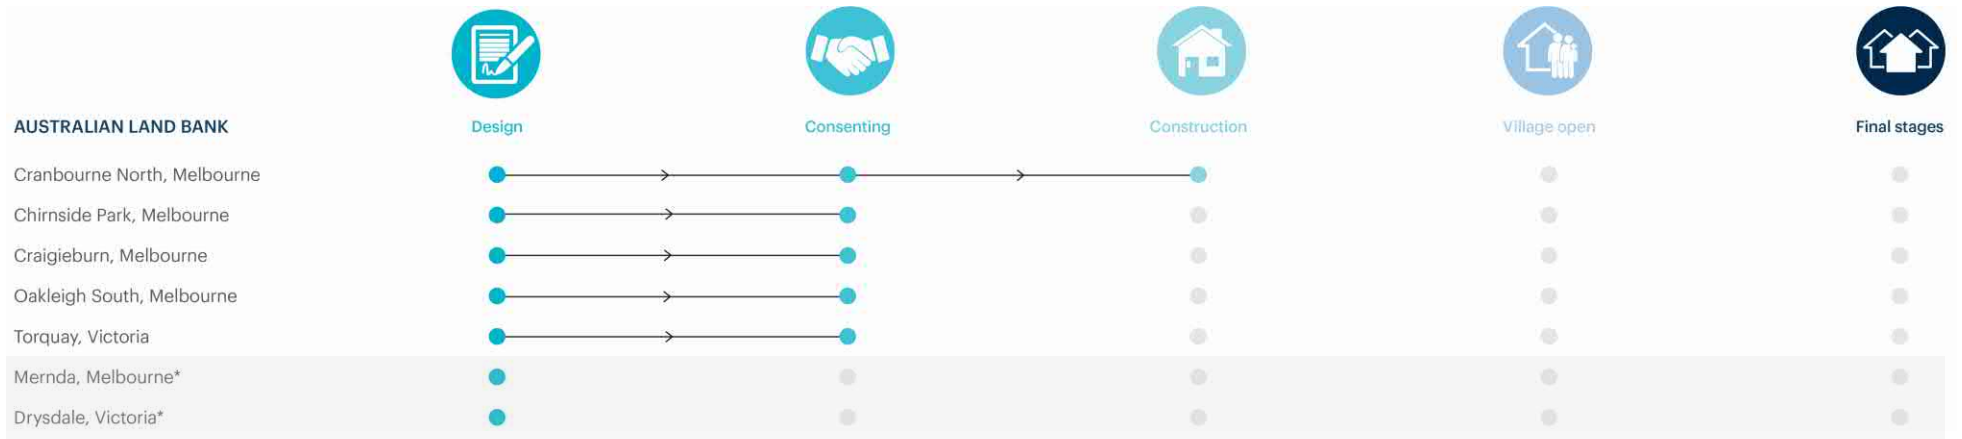 AUSTRALIAN LAND BANK Design Consenting Construction Village open Final stages
Cranbourne North, Melbourne
Chirnside Park, Melbourne
Craigieburn, Melbourne
Oakleigh South, Melbourne
Torquay, Victoria
Mernda, Melbourne*
Drysdale, Victoria*